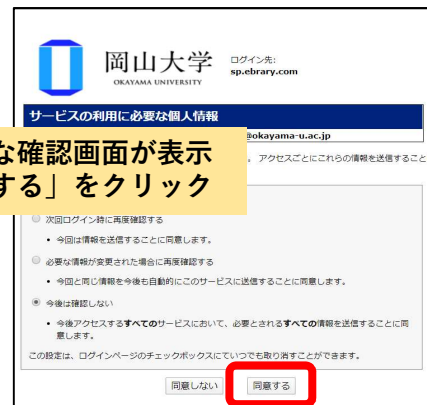 岡山大学
OKAYAMA UNIVERSITY
ログイン先:
sp.ebrary.com
サービスの利用に必要な個人情報
@okayama-u.ac.jp
な確認画面が表示
する」をクリック
。 アクセスごとにこれらの情報を送信すること
次回ログイン時に再度確認する
• 今回は情報を送信することに同意します。
必要な情報が変更された場合に再度確認する
• 今回と同じ情報を今後も自動的にこのサービスに送信することに同意します。
今後は確認しない
• 今後アクセスするすべてのサービスにおいて、必要とされるすべての情報を送信することに同
意します。
この設定は、ログインページのチェックボックスにていつでも取り消すことができます。
同意しない
同意する